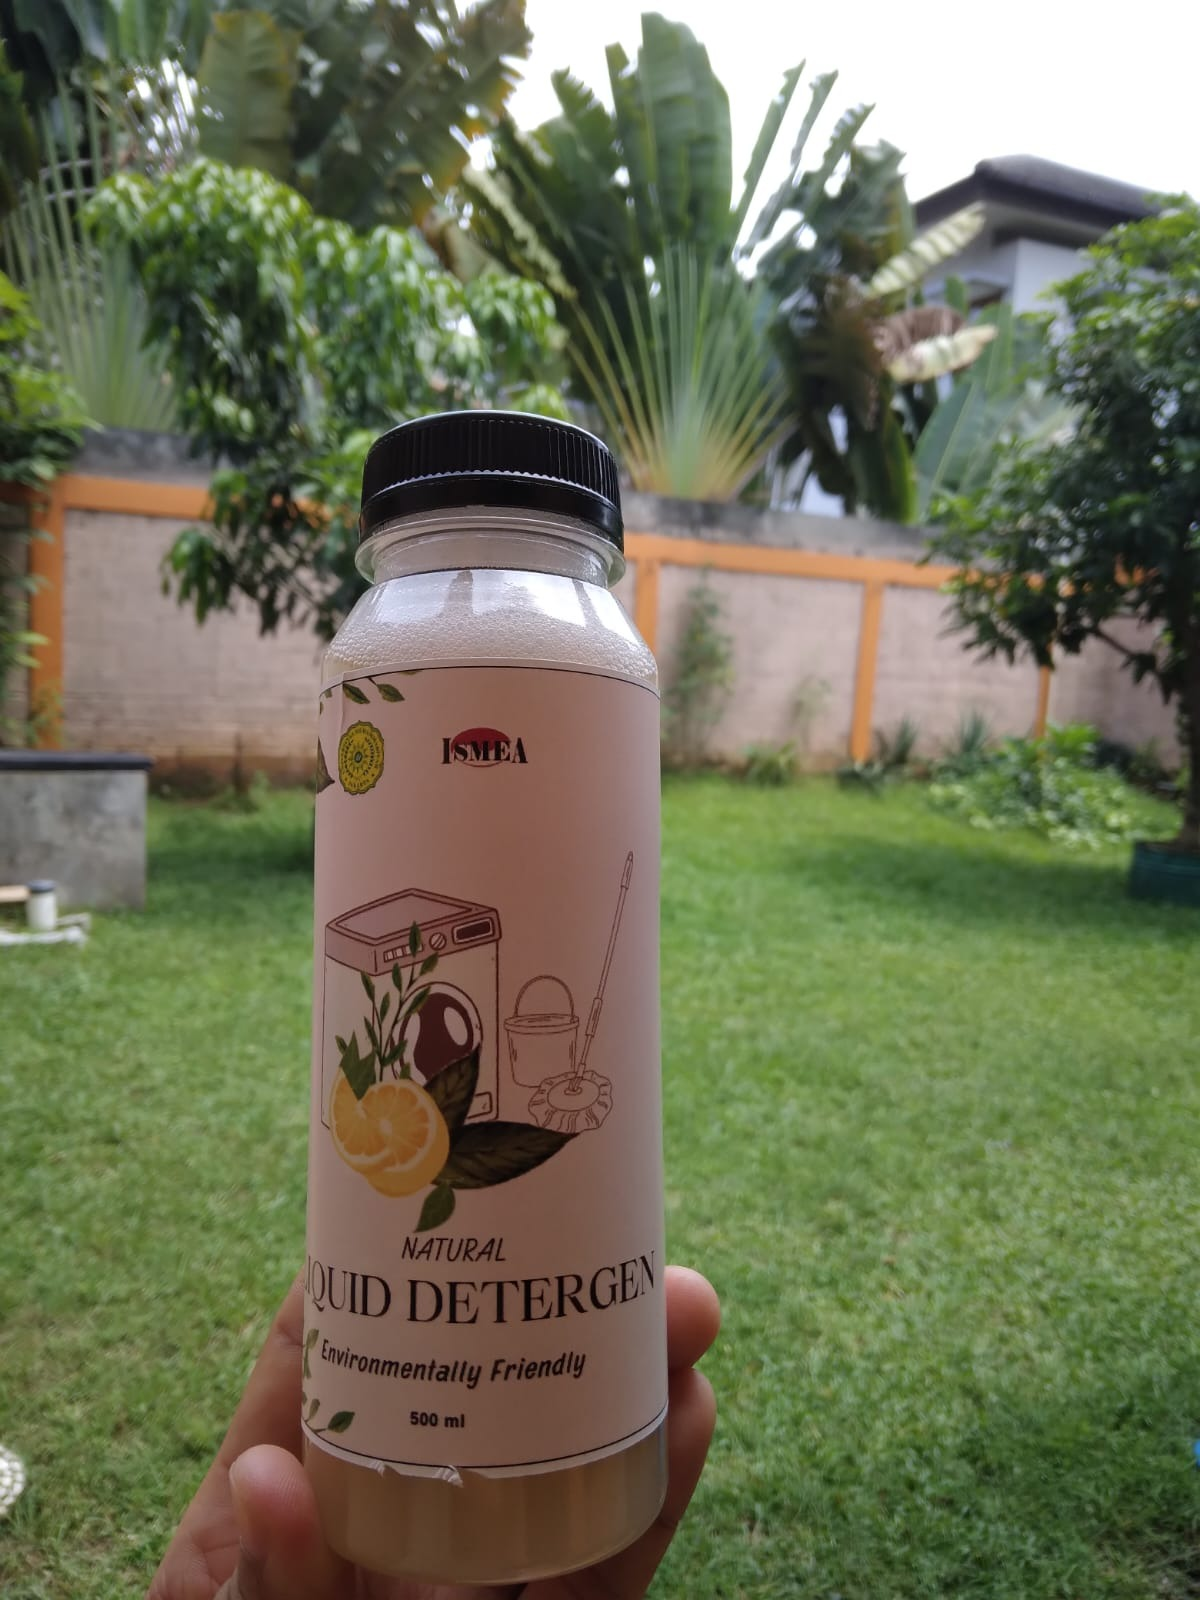 ISMEA
NATURAL
IQUID DETERGEN
Environmentally Friendly
500 ml